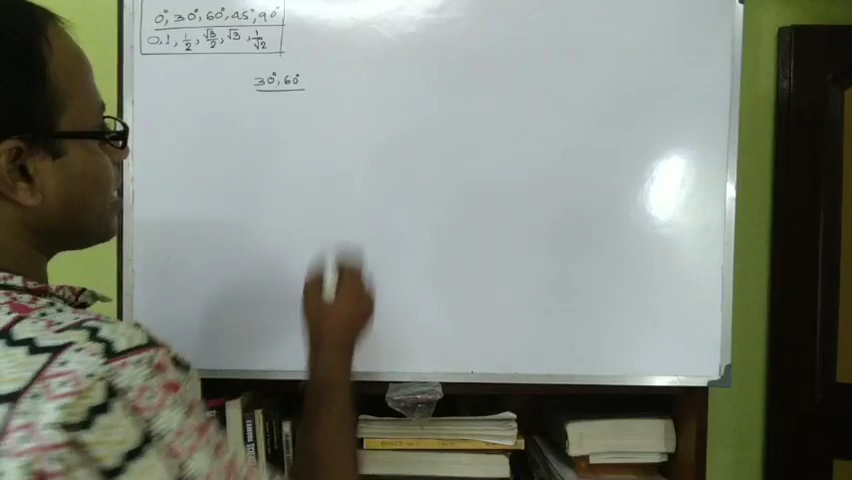 0°, 30°, 60°, 45°, 90°
0, 1, 1/2, √3/2, √3, 1/√2
30°, 60°